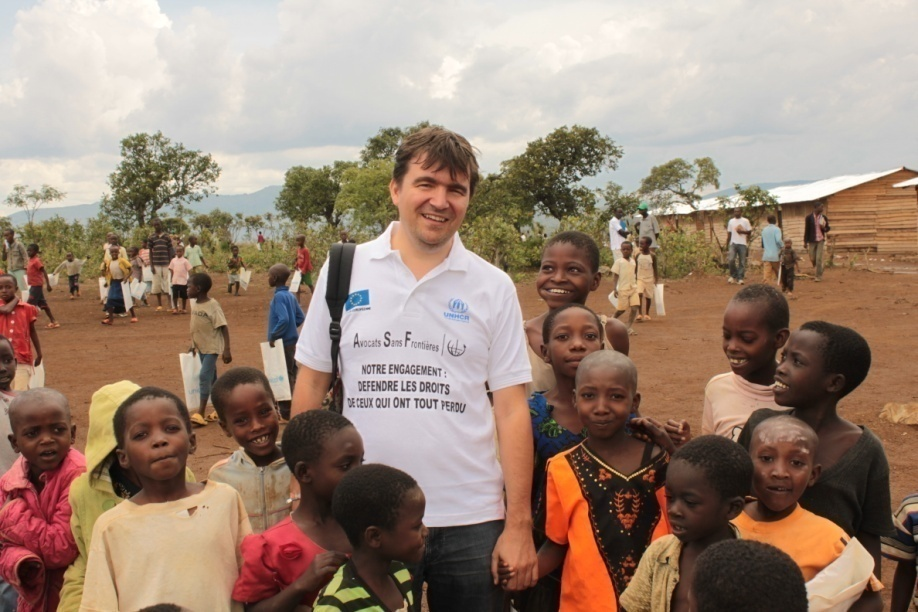 UNHCR
Avocats Sans Frontières
NOTRE ENGAGEMENT :
DEFENDRE LES DROITS
DE CEUX QUI ONT TOUT PERDU